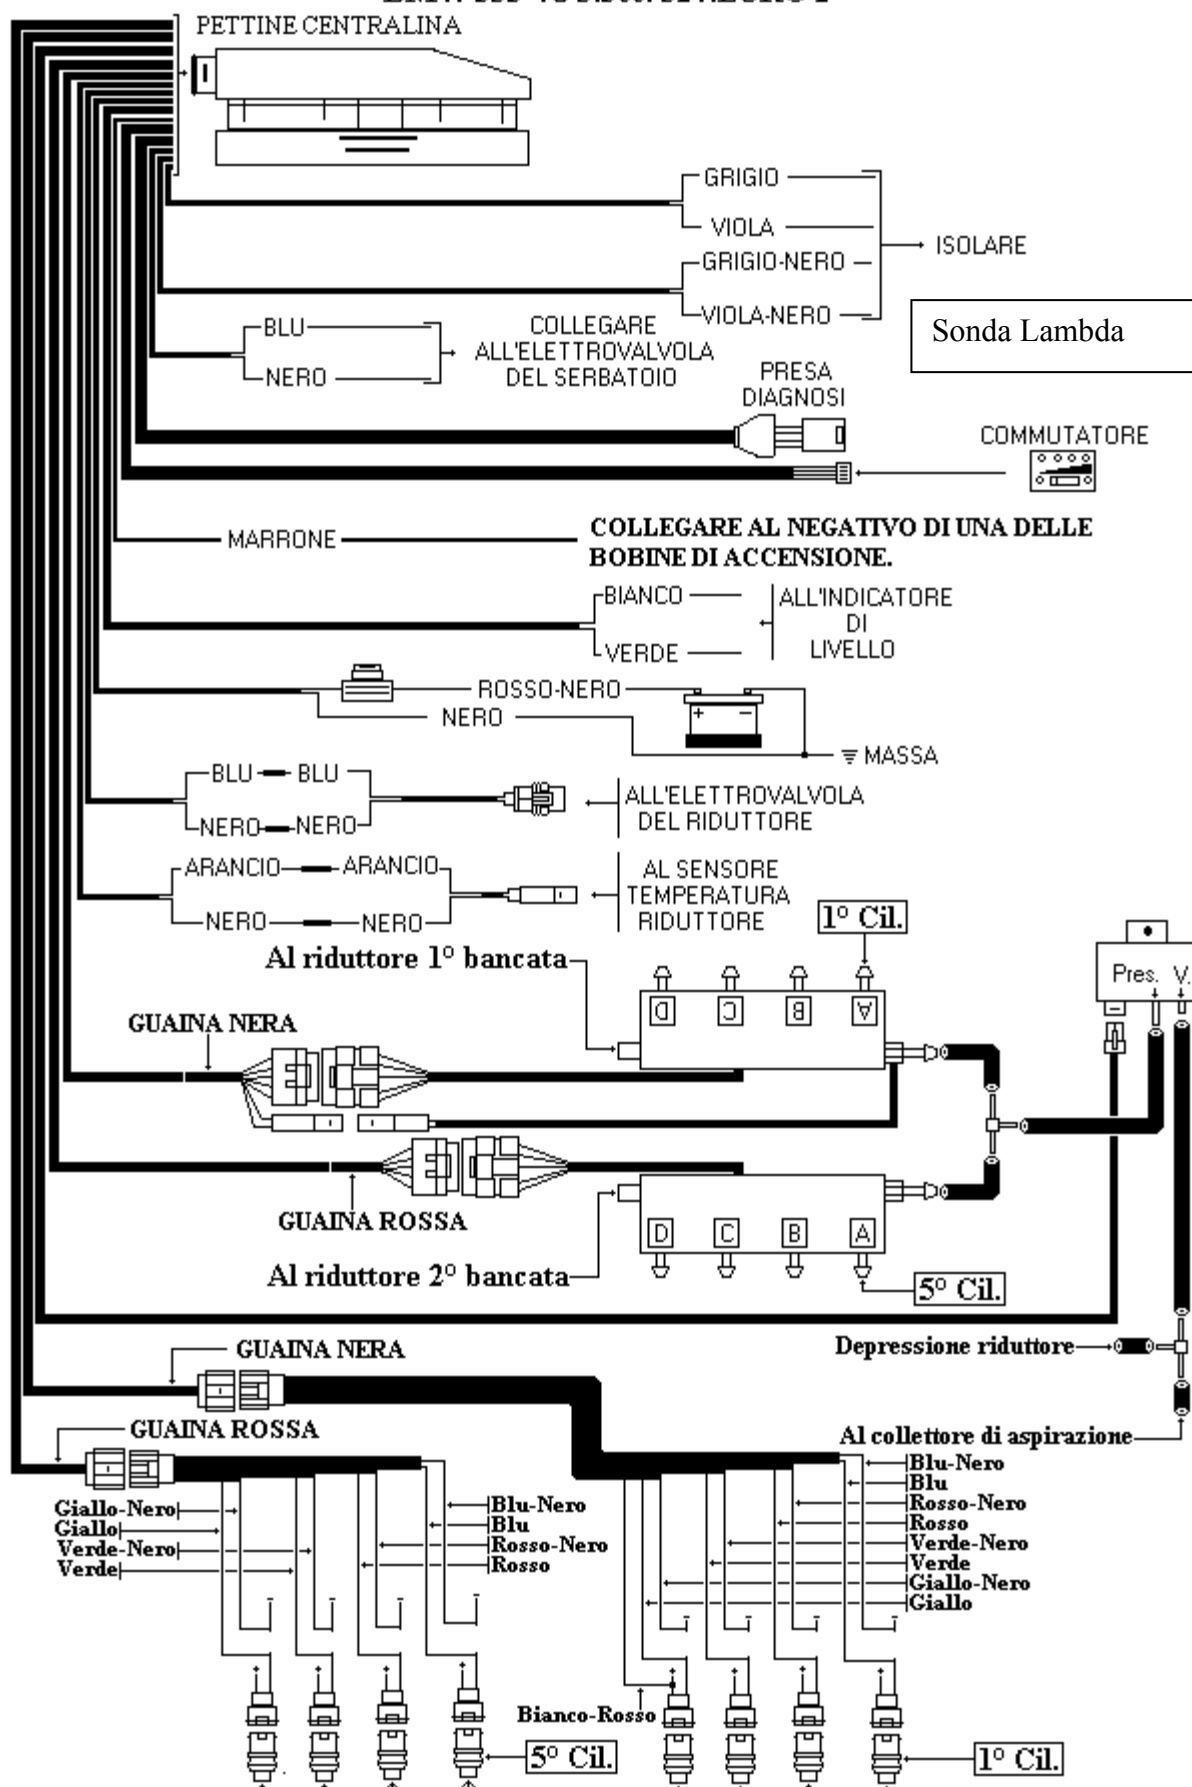 PETTINE CENTRALINA
GRIGIO
VIOLA
ISOLARE
GRIGIO-NERO
VIOLA-NERO
Sonda Lambda
BLU
NERO
COLLEGARE
ALL'ELETTROVALVOLA
DEL SERBATOIO
PRESA
DIAGNOSI
COMMUTATORE
MARRONE
COLLEGARE AL NEGATIVO DI UNA DELLE
BOBINE DI ACCENSIONE.
BIANCO
VERDE
ALL'INDICATORE
DI
LIVELLO
ROSSO-NERO
NERO
+ −
MASSA
BLU BLU
NERO NERO
ALL'ELETTROVALVOLA
DEL RIDUTTORE
ARANCIO ARANCIO
NERO NERO
AL SENSORE
TEMPERATURA
RIDUTTORE
1° Cil.
Al riduttore 1° bancata
D C B A
Pres. V.
GUAINA NERA
GUAINA ROSSA
D C B A
Al riduttore 2° bancata
5° Cil.
Depressione riduttore
GUAINA NERA
Al collettore di aspirazione
GUAINA ROSSA
Giallo-Nero
Giallo
Verde-Nero
Verde
Blu-Nero
Blu
Rosso-Nero
Rosso
Blu-Nero
Blu
Rosso-Nero
Rosso
Verde-Nero
Verde
Giallo-Nero
Giallo
Bianco-Rosso
5° Cil.
1° Cil.